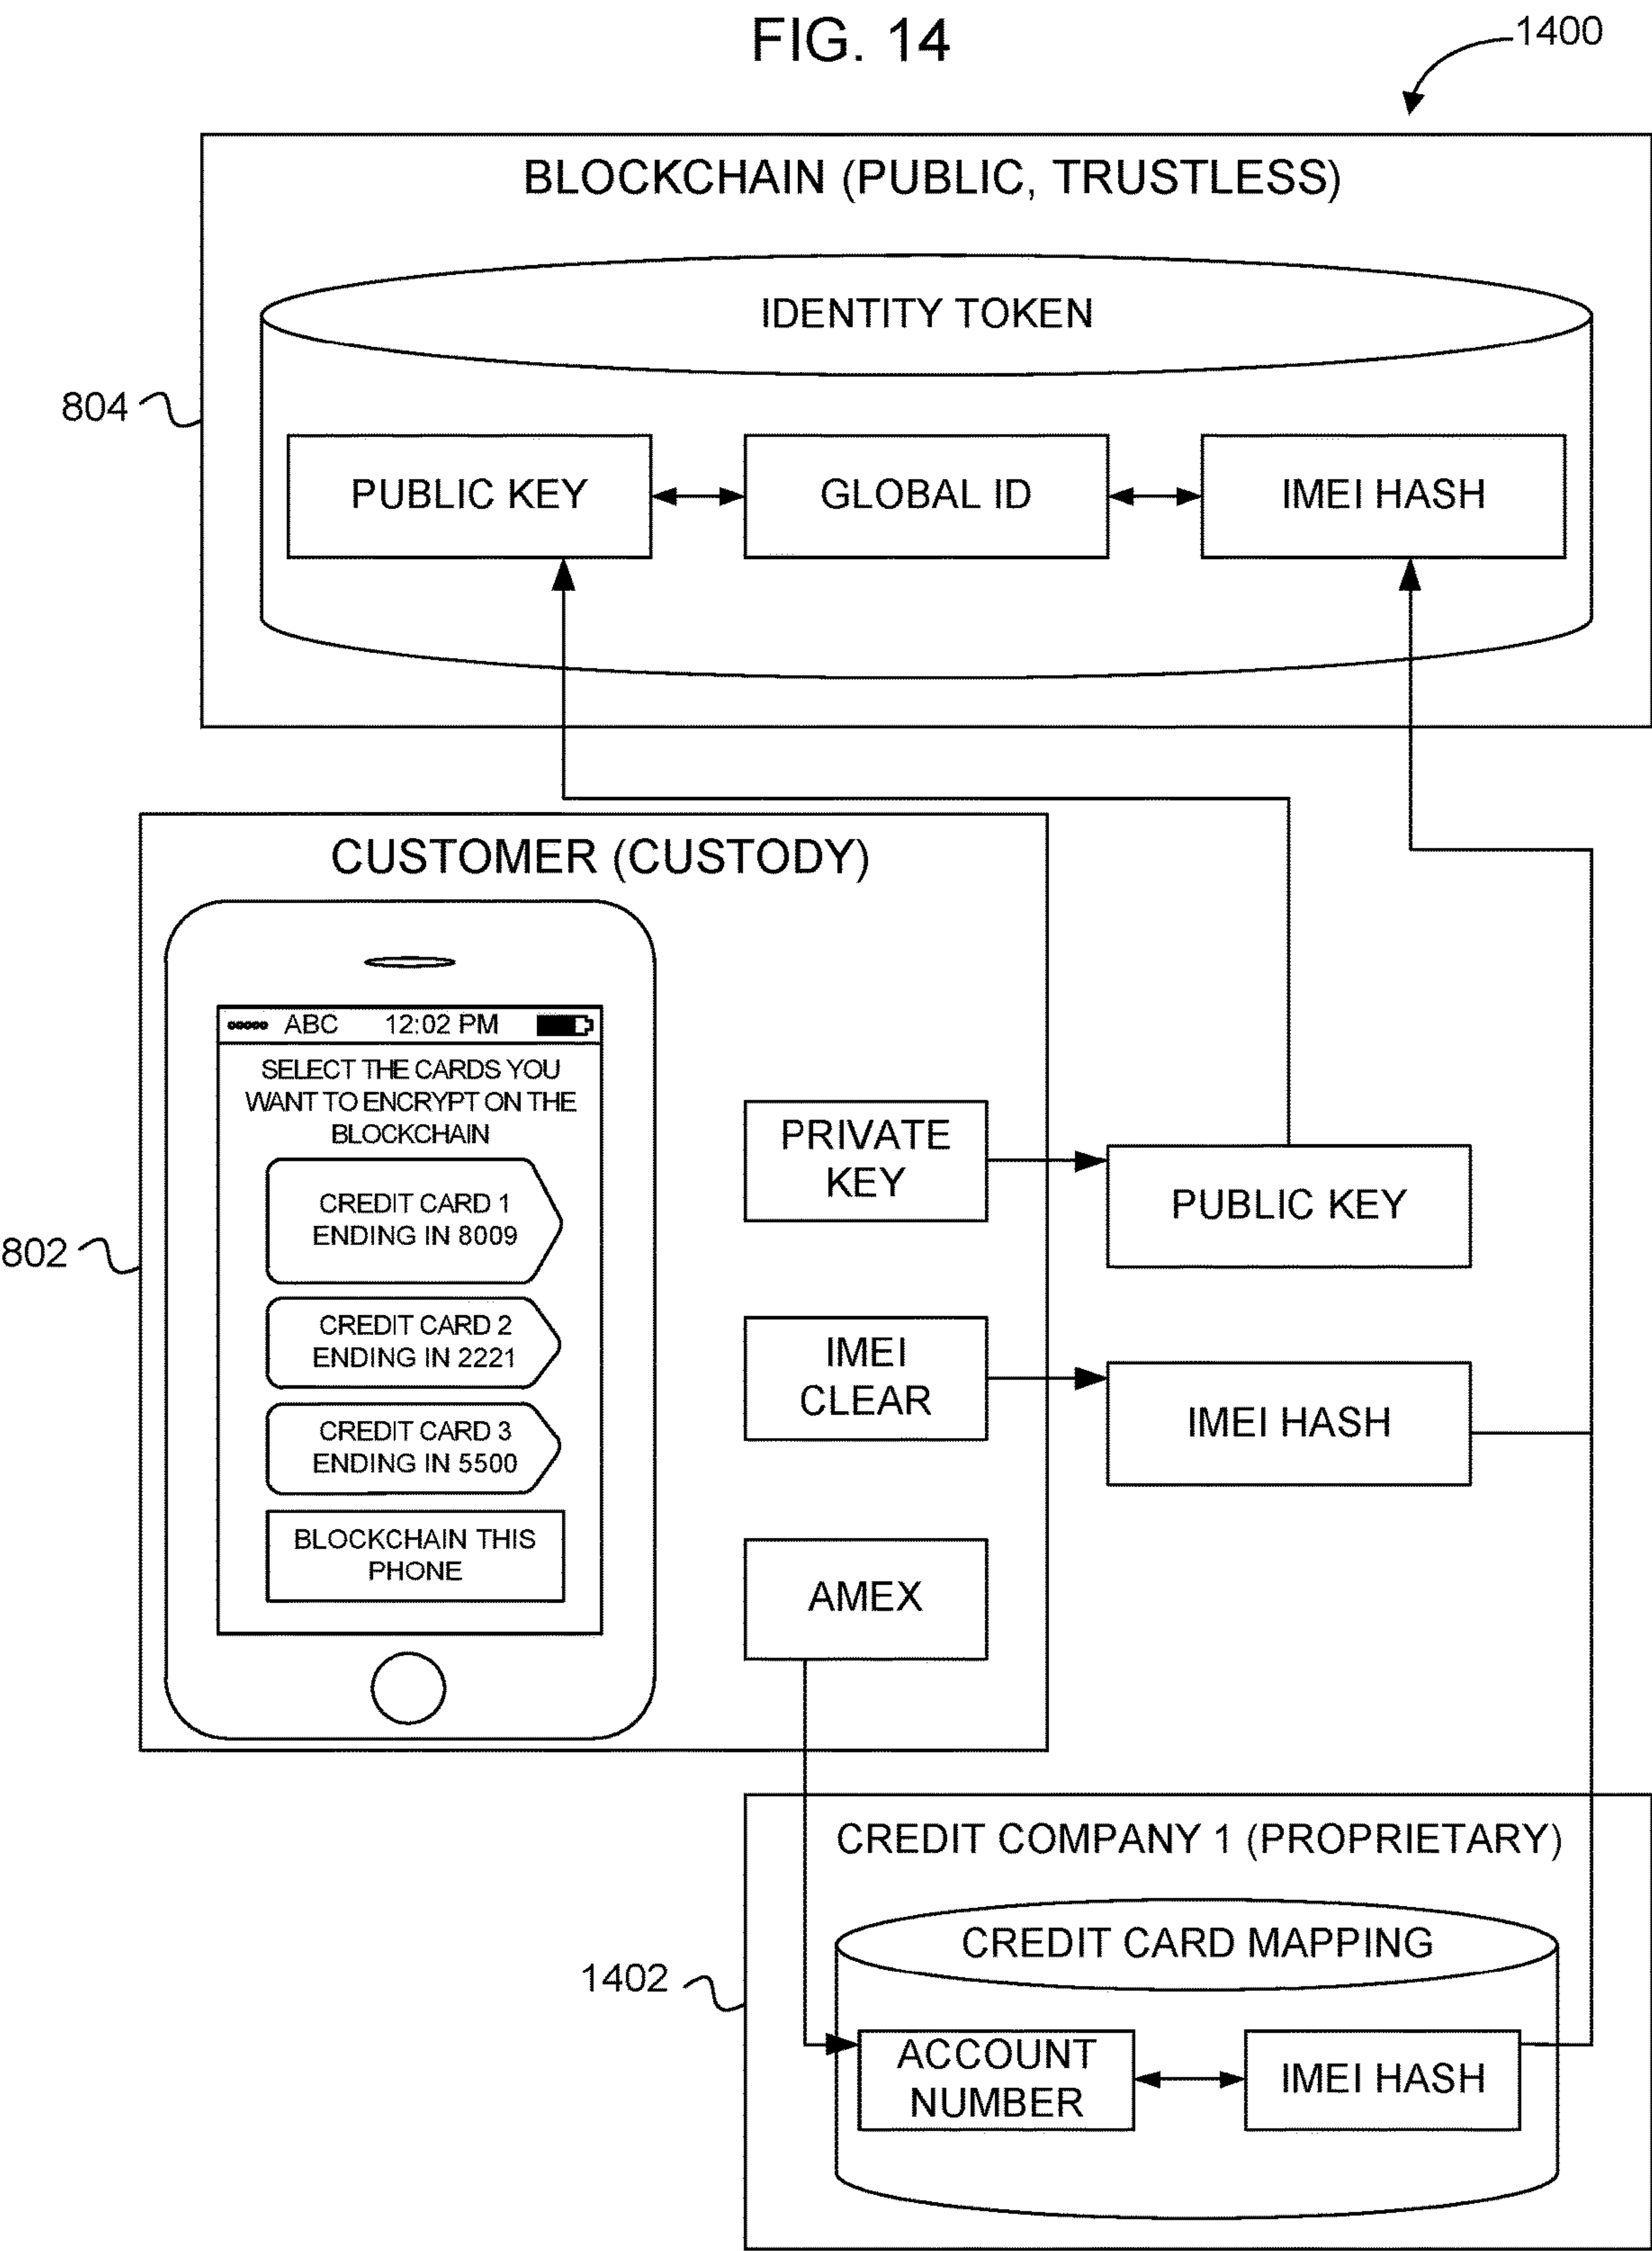 FIG. 14
1400
BLOCKCHAIN (PUBLIC, TRUSTLESS)
IDENTITY TOKEN
804
PUBLIC KEY
GLOBAL ID
IMEI HASH
CUSTOMER (CUSTODY)
ABC 12:02 PM
SELECT THE CARDS YOU
WANT TO ENCRYPT ON THE
BLOCKCHAIN
CREDIT CARD 1
ENDING IN 8009
CREDIT CARD 2
ENDING IN 2221
CREDIT CARD 3
ENDING IN 5500
BLOCKCHAIN THIS
PHONE
802
PRIVATE
KEY
PUBLIC KEY
IMEI
CLEAR
IMEI HASH
AMEX
CREDIT COMPANY 1 (PROPRIETARY)
CREDIT CARD MAPPING
1402
ACCOUNT
NUMBER
IMEI HASH